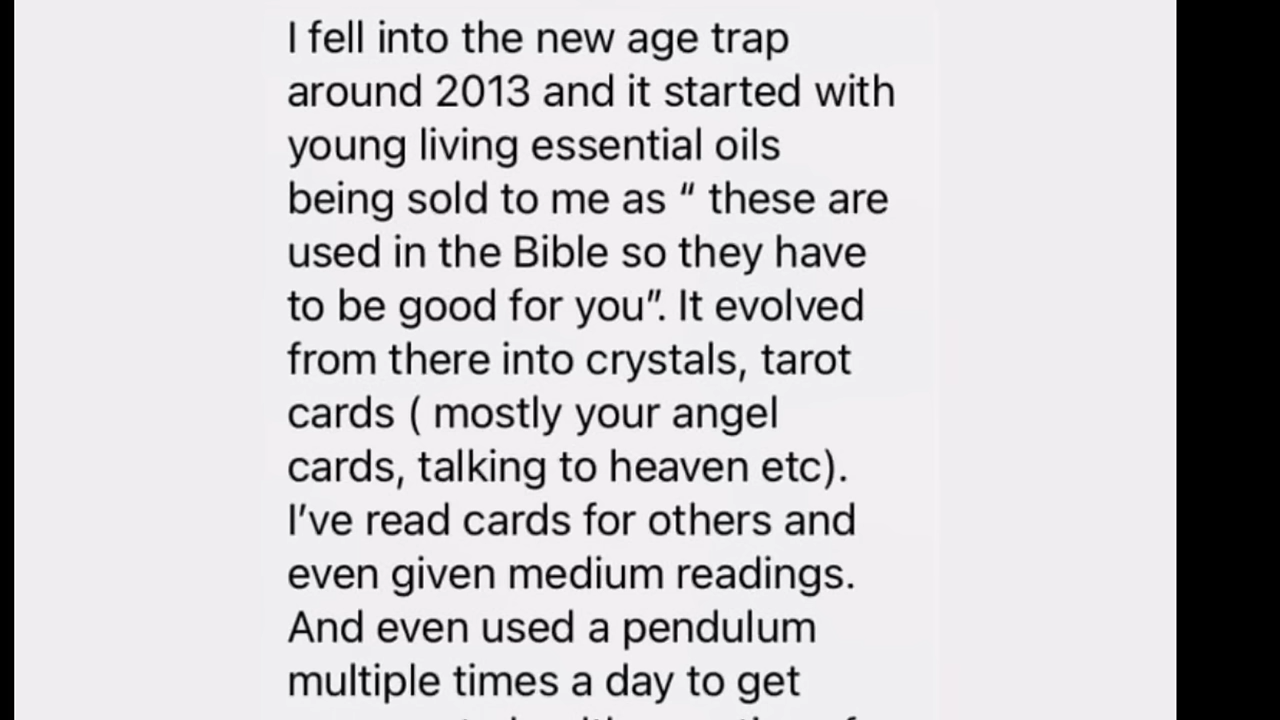 I fell into the new age trap
around 2013 and it started with
young living essential oils
being sold to me as “ these are
used in the Bible so they have
to be good for you”. It evolved
from there into crystals, tarot
cards ( mostly your angel
cards, talking to heaven etc).
I’ve read cards for others and
even given medium readings.
And even used a pendulum
multiple times a day to get